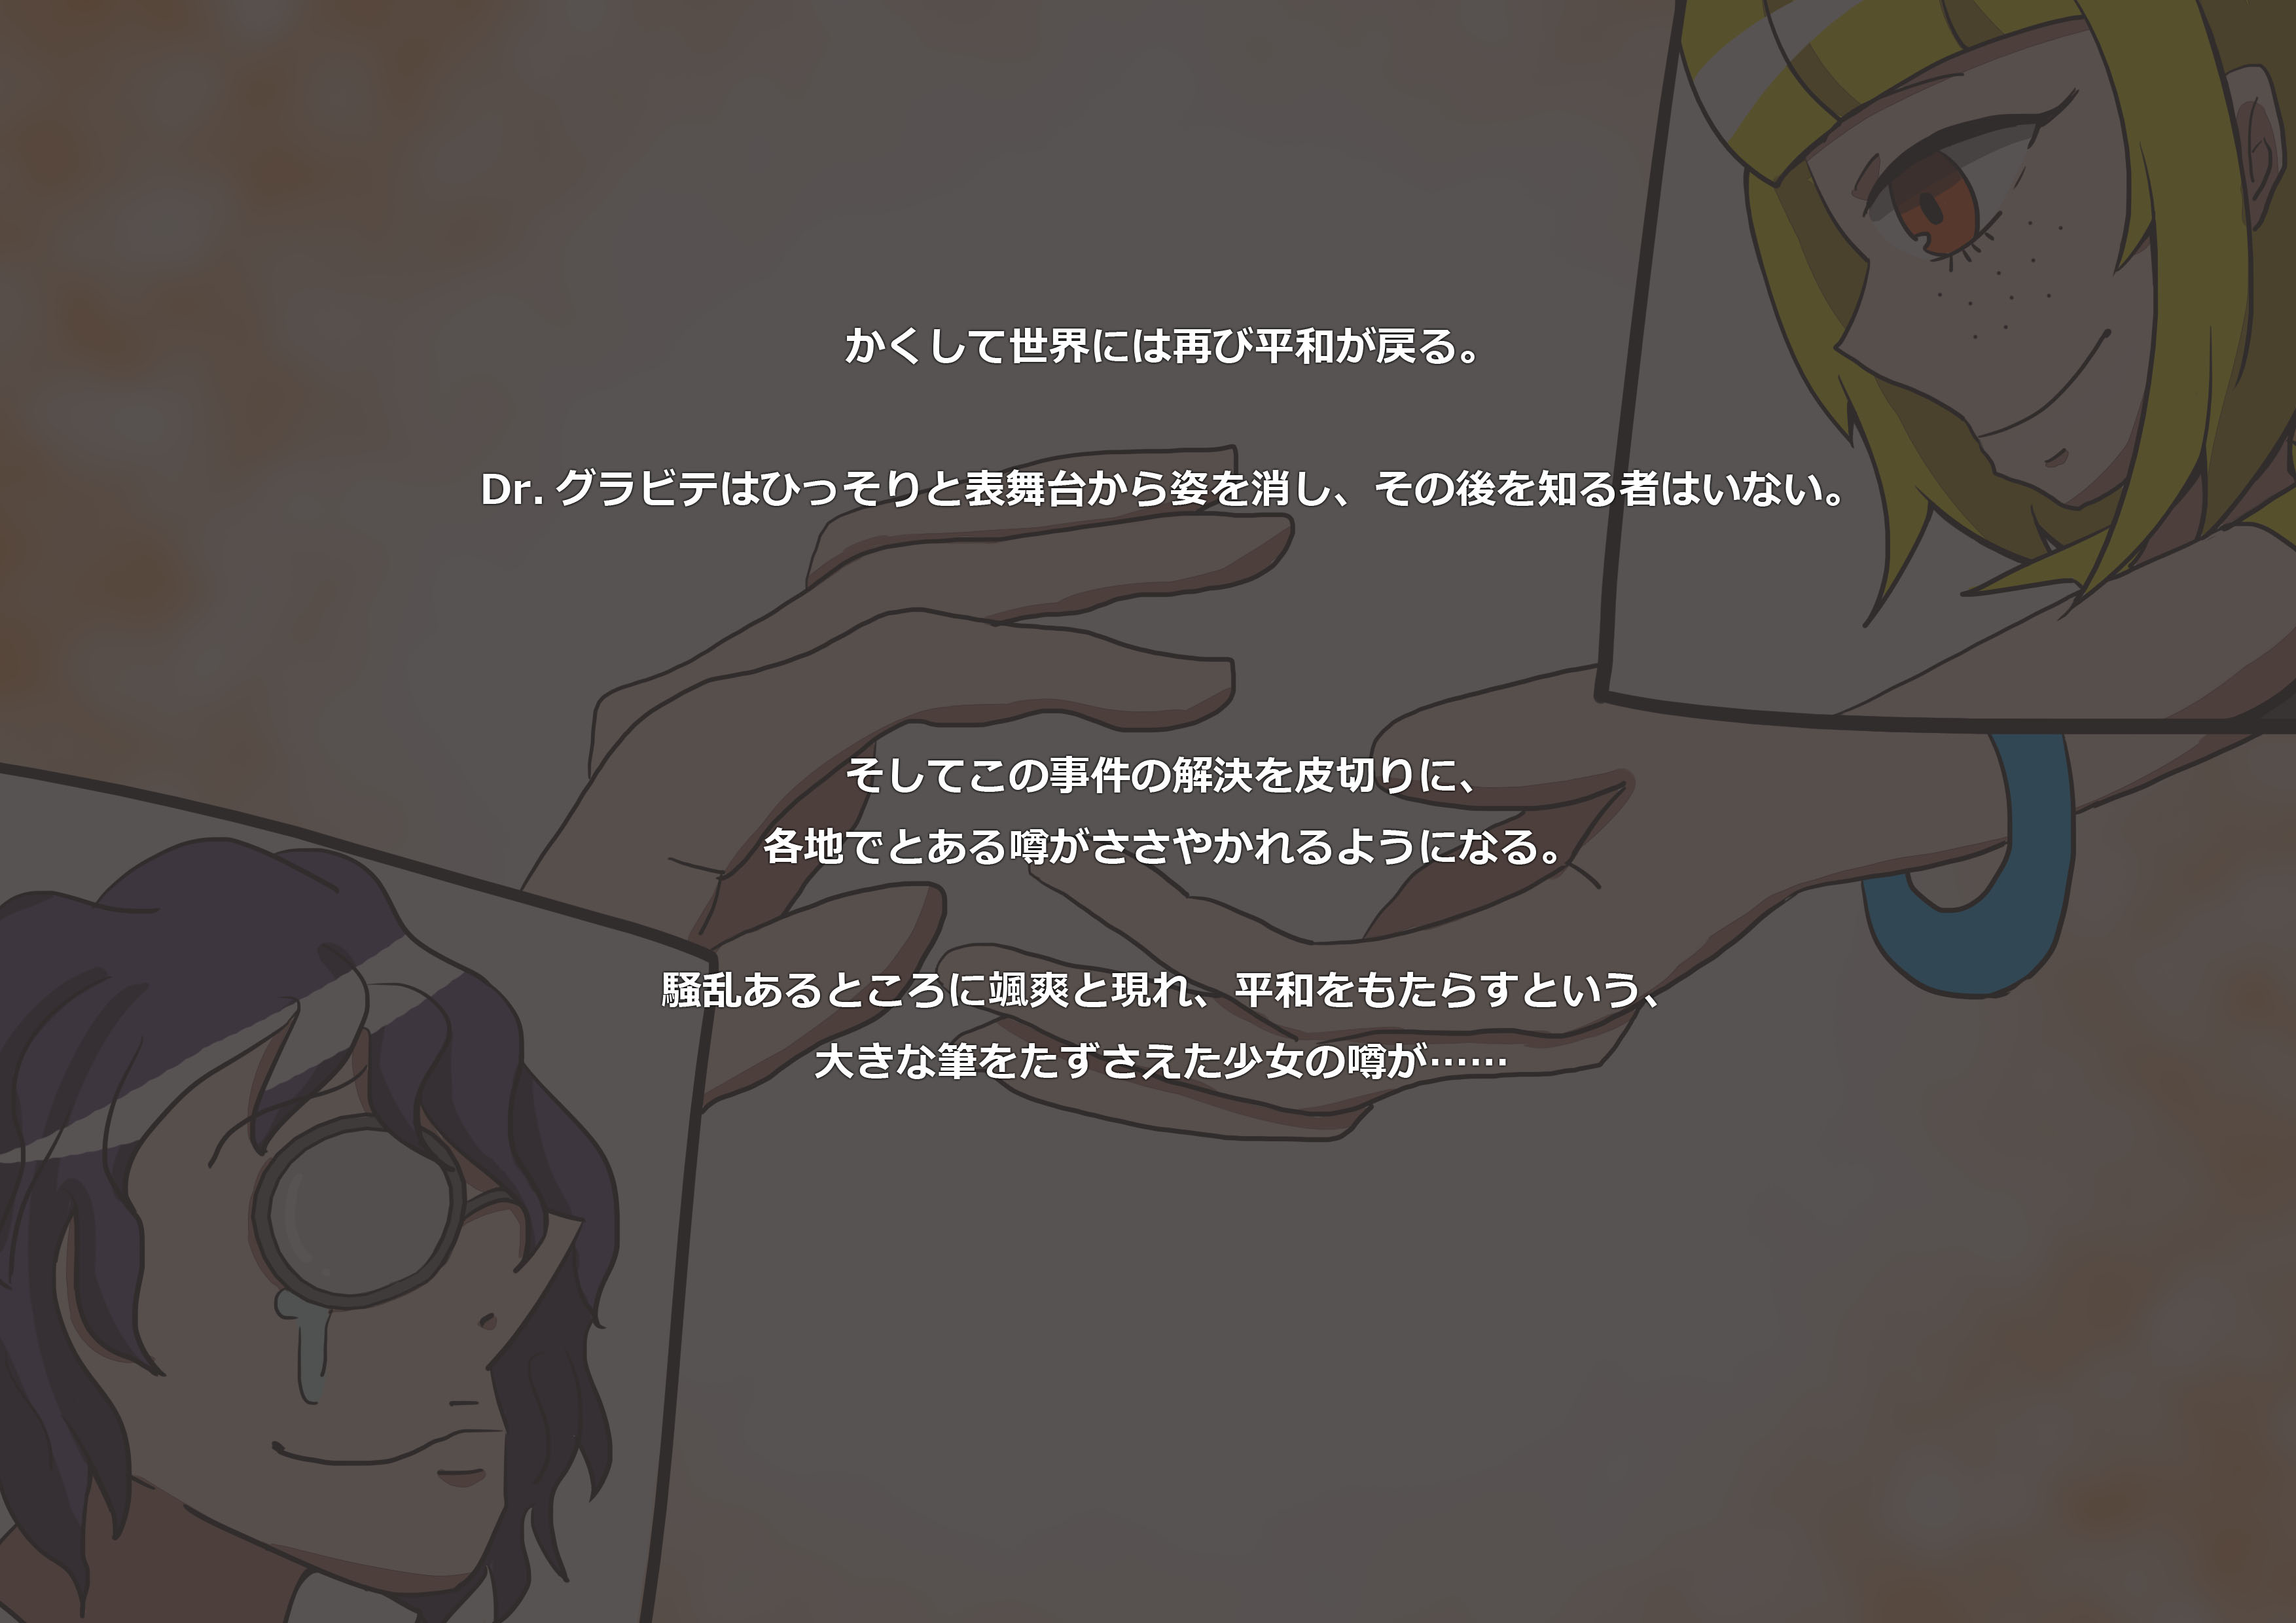 かくして世界には再び平和が戻る。
Dr. グラビテはひっそりと表舞台から姿を消し、その後を知る者はいない。
そしてこの事件の解決を皮切りに、
各地でとある噂がささやかれるようになる。
騒乱あるところに颯爽と現れ、平和をもたらすという、
大きな筆をたずさえた少女の噂が……